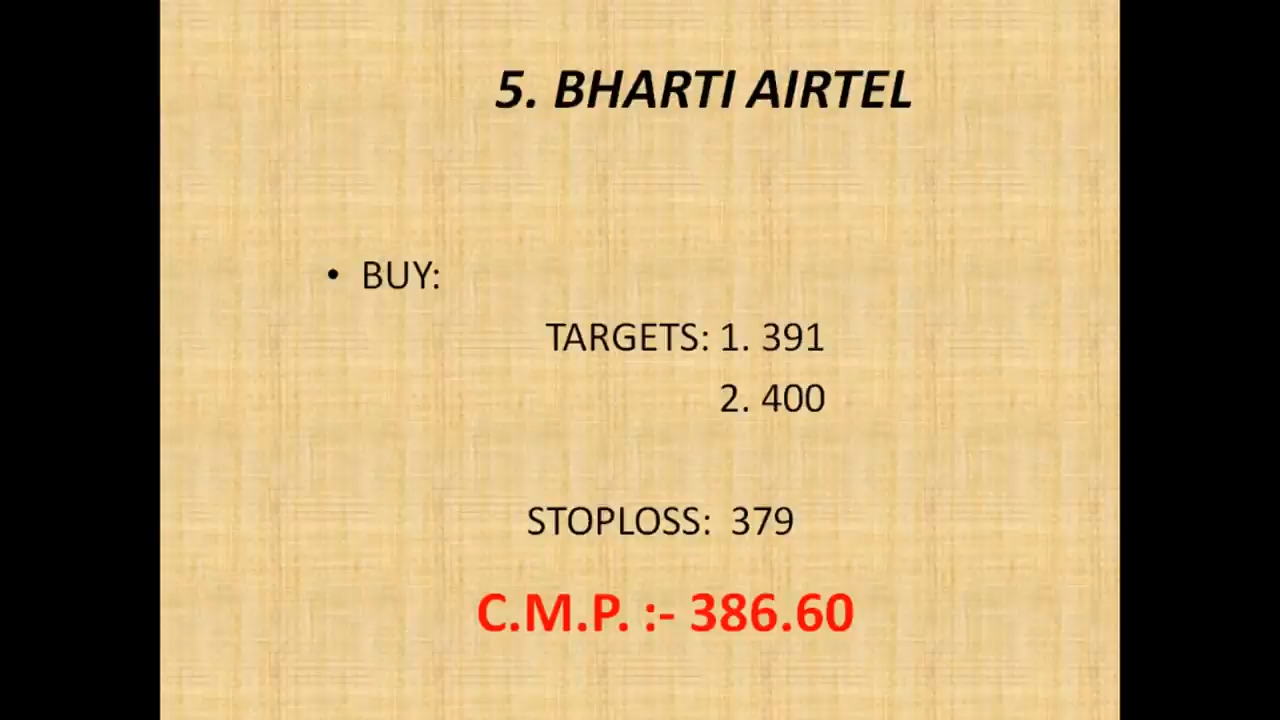 5. BHARTI AIRTEL
• BUY:
TARGETS: 1. 391
2. 400
STOPLOSS: 379
C.M.P. :- 386.60